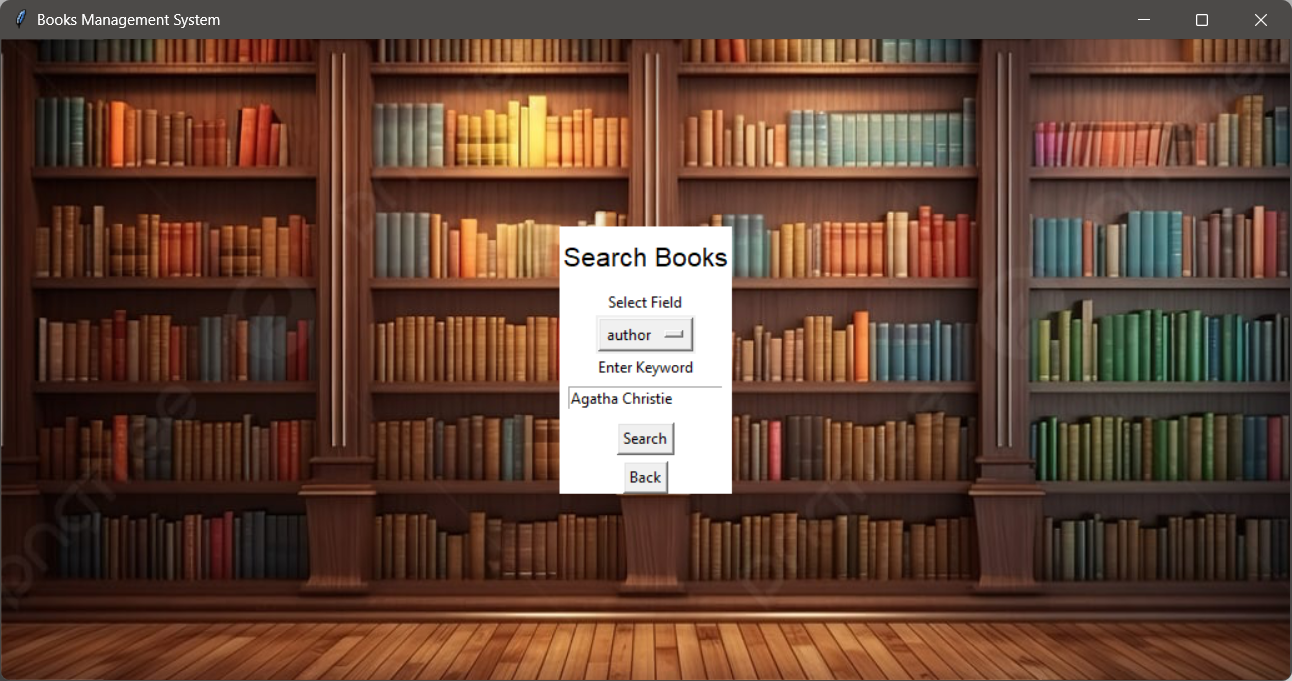 Books Management System
Search Books
Select Field
author
Enter Keyword
Agatha Christie
Search
Back